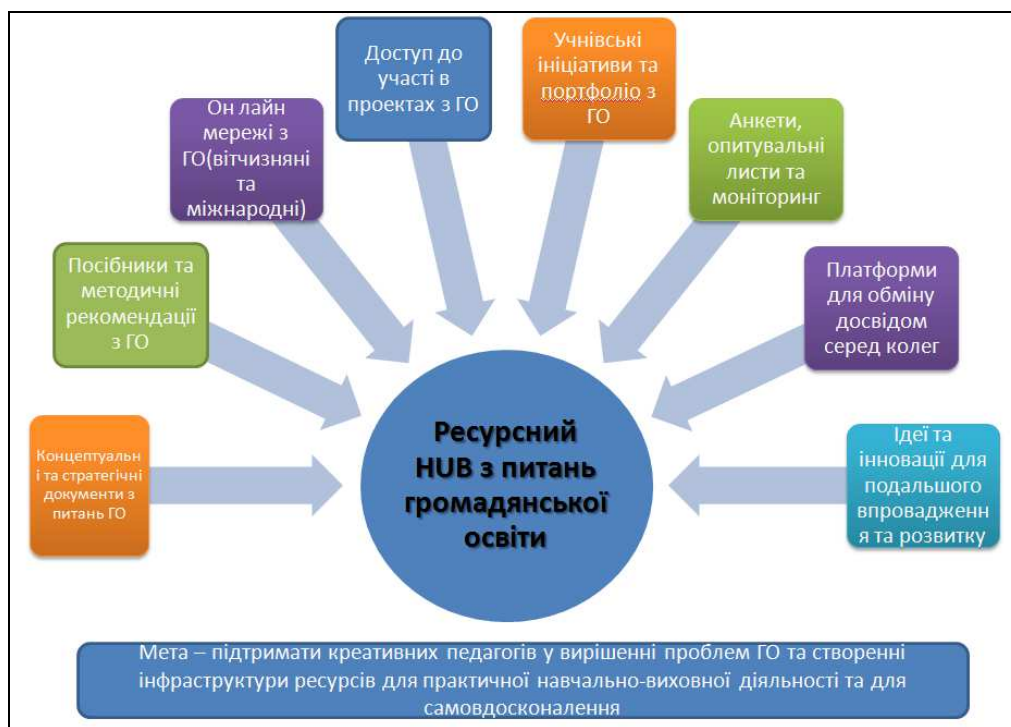 Доступ до
участі в
проектах з ГО
Учнівські
ініціативи та
портфоліо з
ГО
Он лайн
мережі з
ГО(вітчизняні
та
міжнародні)
Анкети,
опитувальні
листи та
моніторинг
Посібники та
методичні
рекомендації
з ГО
Платформи
для обміну
досвідом
серед колег
Концептуальн
і та стратегічні
документи з
питань ГО
Ресурсний
HUB з питань
громадянської
освіти
Ідеї та
інновації для
подальшого
впровадженн
я та розвитку
Мета – підтримати креативних педагогів у вирішенні проблем ГО та створенні
інфраструктури ресурсів для практичної навчально-виховної діяльності та для
самовдосконалення